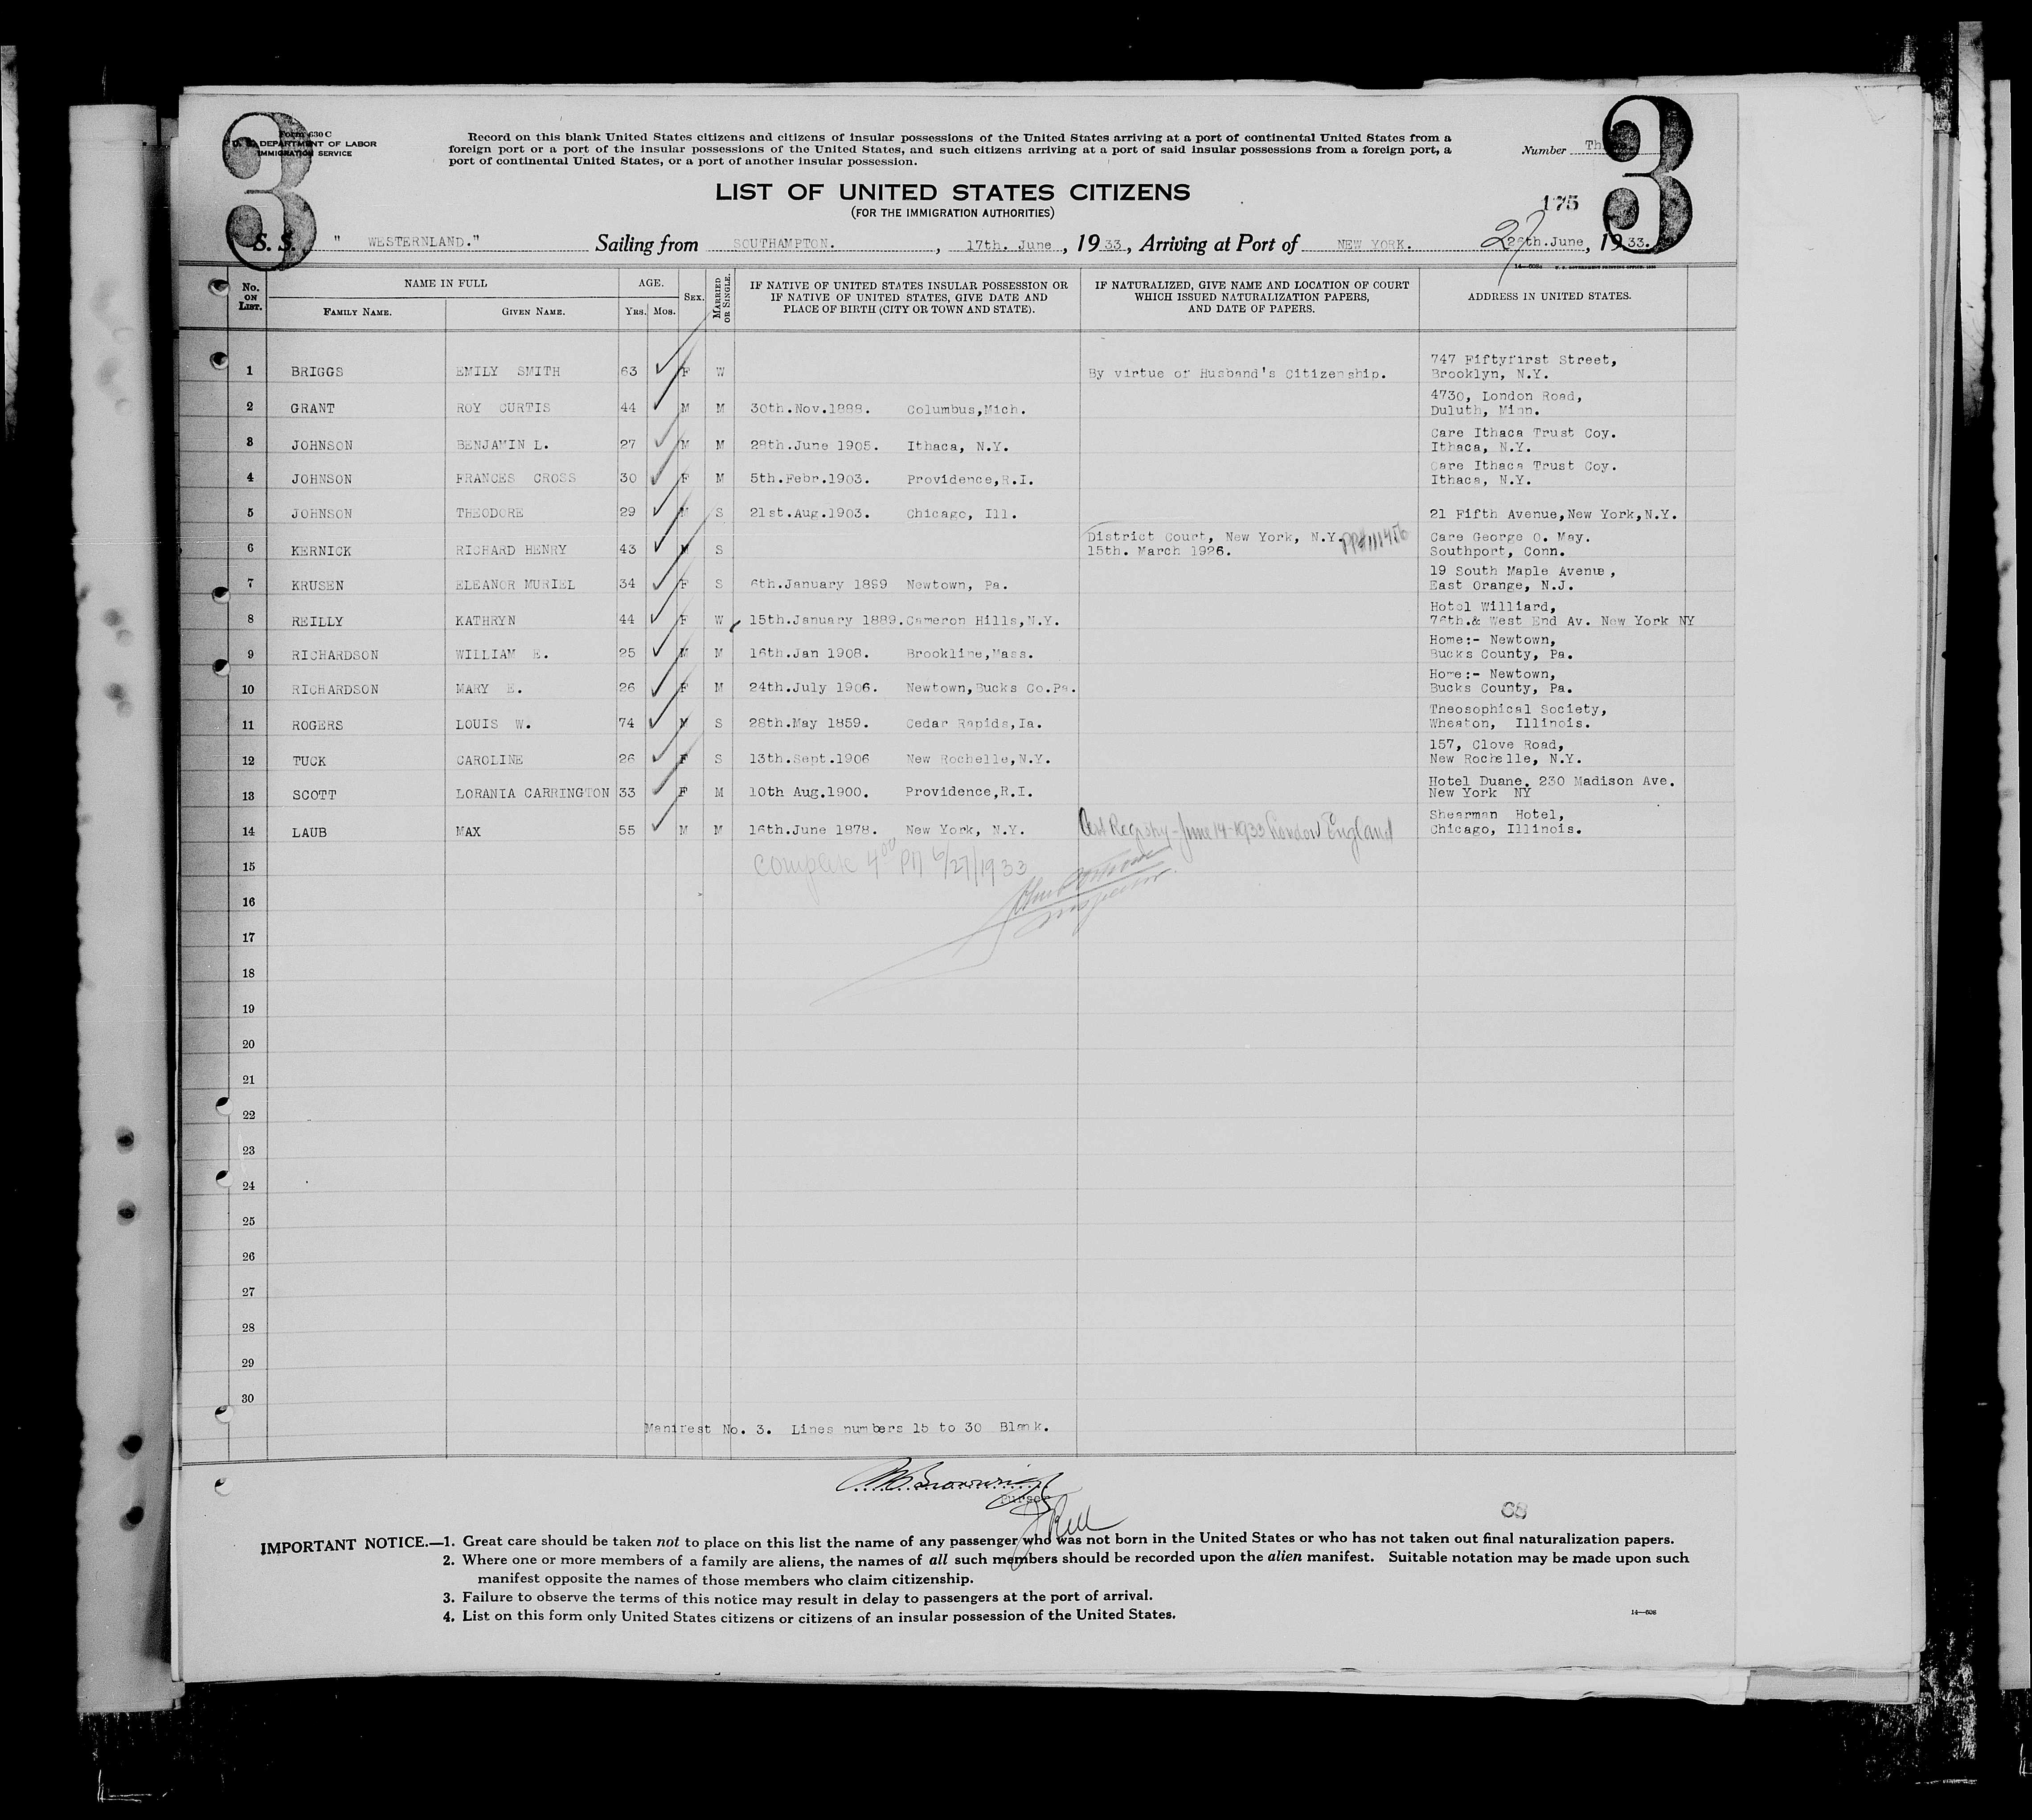 3
3
Form 630 C
U. S. DEPARTMENT OF LABOR
IMMIGRATION SERVICE
Record on this blank United States citizens and citizens of insular possessions of the United States arriving at a port of continental United States from a
foreign port or a port of the insular possessions of the United States, and such citizens arriving at a port of said insular possessions from a foreign port, a
port of continental United States, or a port of another insular possession.
Number
LIST OF UNITED STATES CITIZENS
(FOR THE IMMIGRATION AUTHORITIES)
175
S. S. " WESTERNLAND." Sailing from SOUTHAMPTON. , 17th. June , 19 33 , Arriving at Port of NEW YORK. 27 26th.June , 19 33.
No. ON LIST. NAME IN FULL AGE. SEX. MARRIED OR SINGLE. IF NATIVE OF UNITED STATES INSULAR POSSESSION OR IF NATIVE OF UNITED STATES, GIVE DATE AND PLACE OF BIRTH (CITY OR TOWN AND STATE). IF NATURALIZED, GIVE NAME AND LOCATION OF COURT WHICH ISSUED NATURALIZATION PAPERS, AND DATE OF PAPERS. ADDRESS IN UNITED STATES.
FAMILY NAME. GIVEN NAME. YRS. MOS.
1 BRIGGS EMILY SMITH 63 F W By virtue of Husband's Citizenship. 747 Fiftyfirst Street,
Brooklyn, N.Y.
2 GRANT ROY CURTIS 44 M M 30th.Nov.1888. Columbus,Mich. 4730, London Road,
Duluth, Minn.
3 JOHNSON BENJAMIN L. 27 M M 28th.June 1905. Ithaca, N.Y. Care Ithaca Trust Coy.
Ithaca, N.Y.
4 JOHNSON FRANCES CROSS 30 F M 5th.Febr.1903. Providence,R.I. Care Ithaca Trust Coy.
Ithaca, N.Y.
5 JOHNSON THEODORE 29 M S 21st.Aug.1903. Chicago, Ill. 21 Fifth Avenue,New York,N.Y.
6 KERNICK RICHARD HENRY 43 M S District Court, New York, N.Y. Care George O. May.
15th. March 1926. Southport, Conn.
7 KRUSEN ELEANOR MURIEL 34 F S 6th.January 1899 Newtown, Pa. 19 South Maple Avenue,
East Orange, N.J.
8 REILLY KATHRYN 44 F W 15th.January 1889.Cameron Hills,N.Y. Hotel Williard,
76th.& West End Av. New York NY
9 RICHARDSON WILLIAM E. 25 M M 16th.Jan 1908. Brookline,Mass. Home:- Newtown,
Bucks County, Pa.
10 RICHARDSON MARY E. 26 F M 24th.July 1906. Newtown,Bucks Co.Pa. Home:- Newtown,
Bucks County, Pa.
11 ROGERS LOUIS W. 74 M S 28th.May 1859. Cedar Rapids,Ia. Theosophical Society,
Wheaton, Illinois.
12 TUCK CAROLINE 26 F S 13th.Sept.1906 New Rochelle,N.Y. 157, Clove Road,
New Rochelle, N.Y.
13 SCOTT LORANIA CARRINGTON 33 F M 10th Aug.1900. Providence,R.I. Hotel Duane. 230 Madison Ave.
New York NY
14 LAUB MAX 55 M M 16th.June 1878. New York, N.Y. Cert Registry - June 14-1933 London England Shearman Hotel,
Chicago, Illinois.
15 Complete 4 00 PM 6/27/1933
Inspector.
16
17
18
19
20
21
22
23
24
25
26
27
28
29
30
Manifest No. 3. Lines numbers 15 to 30 Blank.
Purser
68
IMPORTANT NOTICE.—1. Great care should be taken not to place on this list the name of any passenger who was not born in the United States or who has not taken out final naturalization papers.
2. Where one or more members of a family are aliens, the names of all such members should be recorded upon the alien manifest. Suitable notation may be made upon such
manifest opposite the names of those members who claim citizenship.
3. Failure to observe the terms of this notice may result in delay to passengers at the port of arrival.
4. List on this form only United States citizens or citizens of an insular possession of the United States.